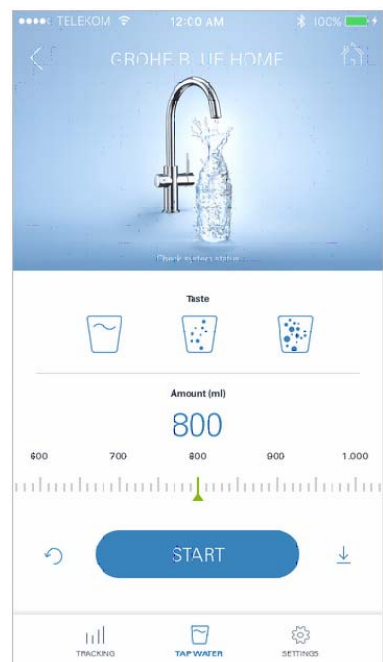 TELEKOM 12:00 AM 100%
GROHE BLUE HOME
Check system status
Taste
Amount (ml)
800
600 700 800 900 1.000
START
TRACKING TAP WATER SETTINGS